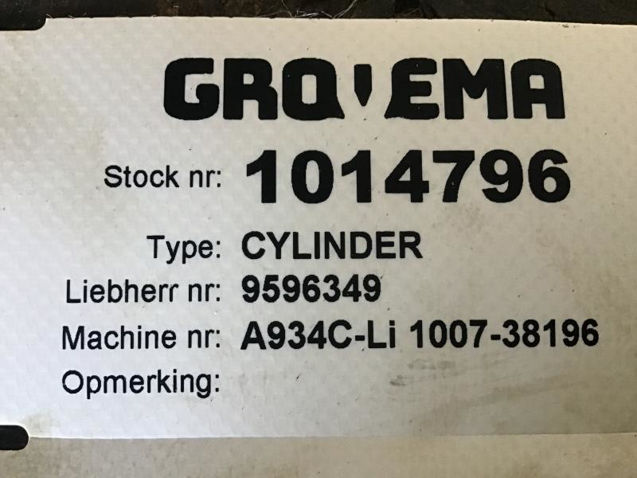 GROVEMA
Stock nr: 1014796
Type: CYLINDER
Liebherr nr: 9596349
Machine nr: A934C-Li 1007-38196
Opmerking: